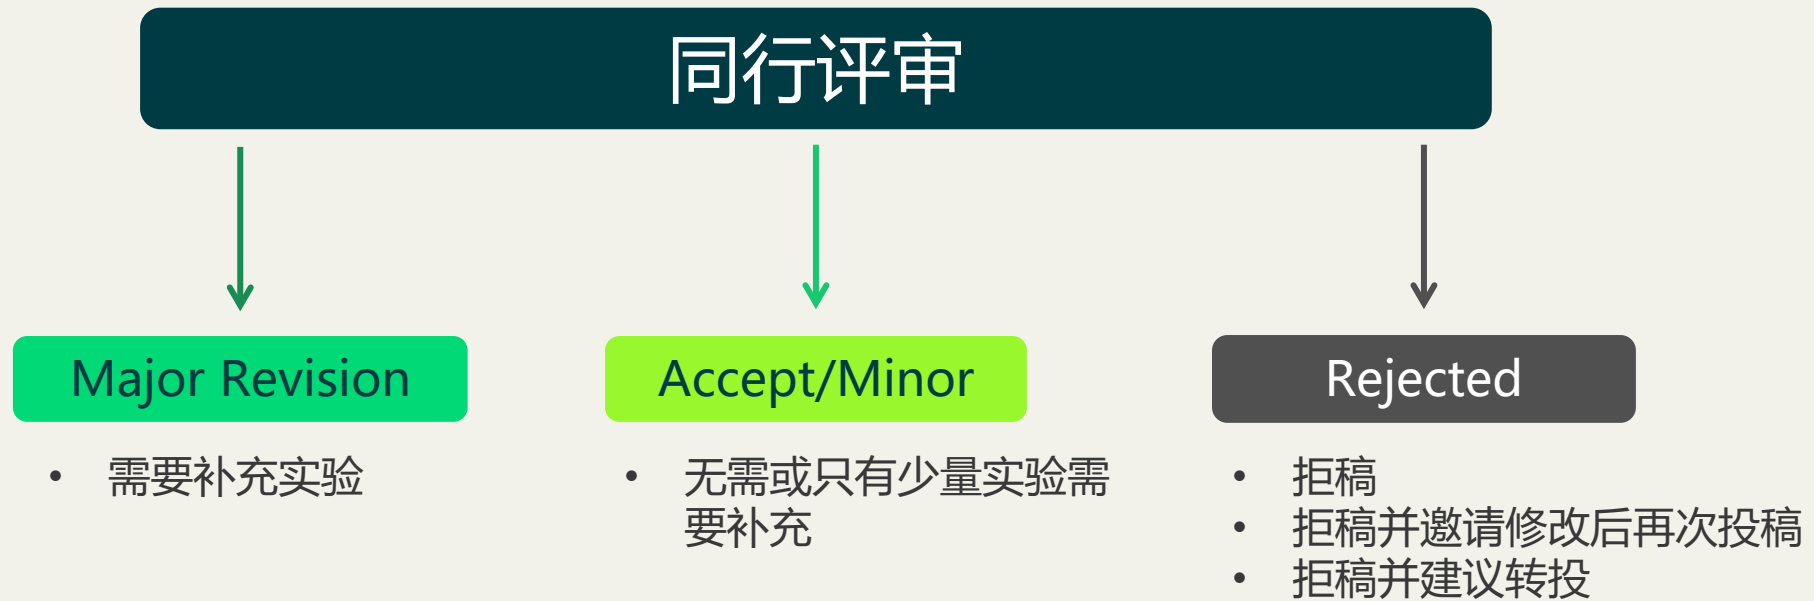 同行评审
Major Revision
• 需要补充实验
Accept/Minor
• 无需或只有少量实验需
要补充
Rejected
• 拒稿
• 拒稿并邀请修改后再次投稿
• 拒稿并建议转投